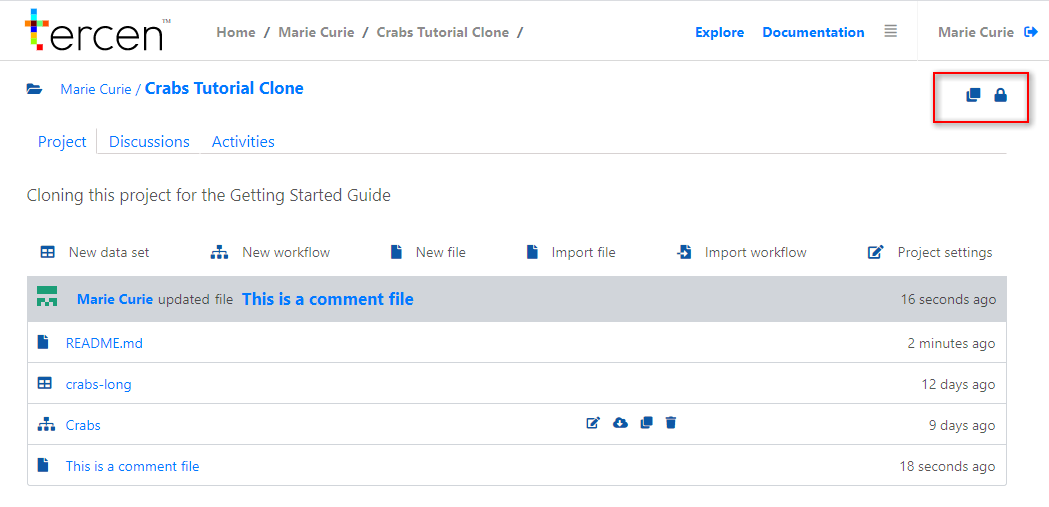 tercen™
Home / Marie Curie / Crabs Tutorial Clone /
Explore Documentation
Marie Curie
Marie Curie / Crabs Tutorial Clone
Project Discussions Activities
Cloning this project for the Getting Started Guide
New data set New workflow New file Import file Import workflow Project settings
Marie Curie updated file This is a comment file 16 seconds ago
README.md 2 minutes ago
crabs-long 12 days ago
Crabs 9 days ago
This is a comment file 18 seconds ago